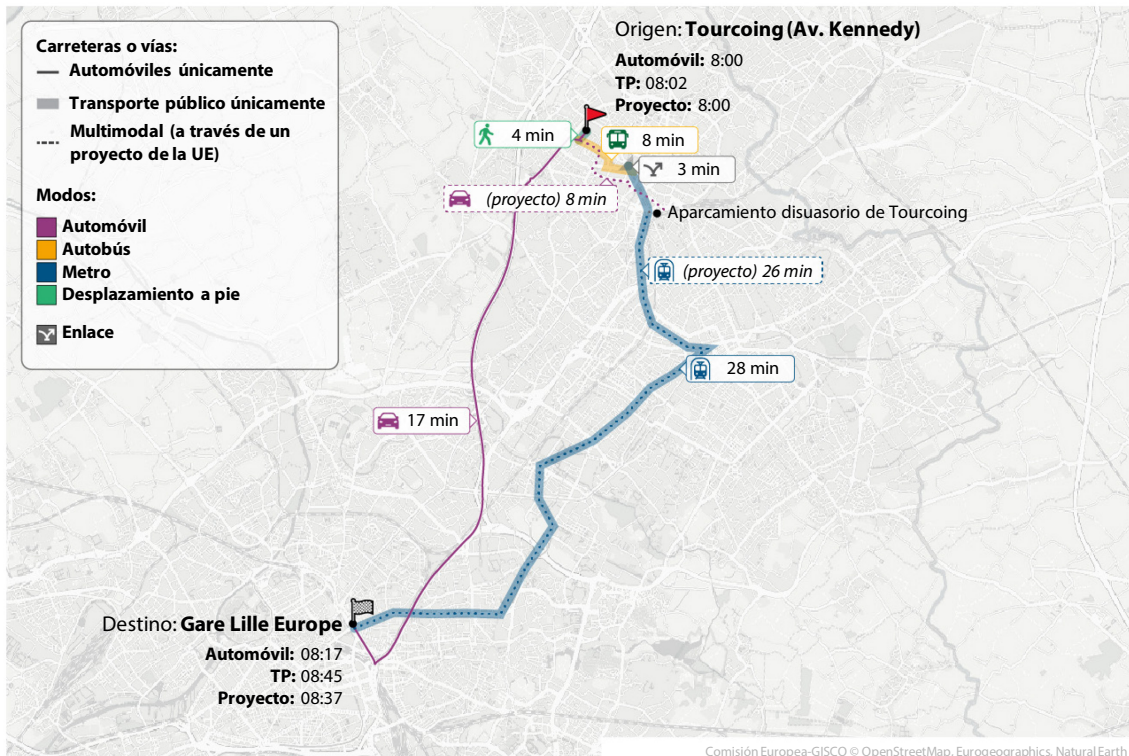 Carreteras o vías:
Automóviles únicamente
Transporte público únicamente
Multimodal (a través de un
proyecto de la UE)
Modos:
Automóvil
Autobús
Metro
Desplazamiento a pie
Enlace
Origen: Tourcoing (Av. Kennedy)
Automóvil: 8:00
TP: 08:02
Proyecto: 8:00
4 min
8 min
3 min
(proyecto) 8 min
Aparcamiento disuasorio de Tourcoing
(proyecto) 26 min
28 min
17 min
Destino: Gare Lille Europe
Automóvil: 08:17
TP: 08:45
Proyecto: 08:37
Comisión Europea-GISCO © OpenStreetMap, Eurogeographics, Natural Earth